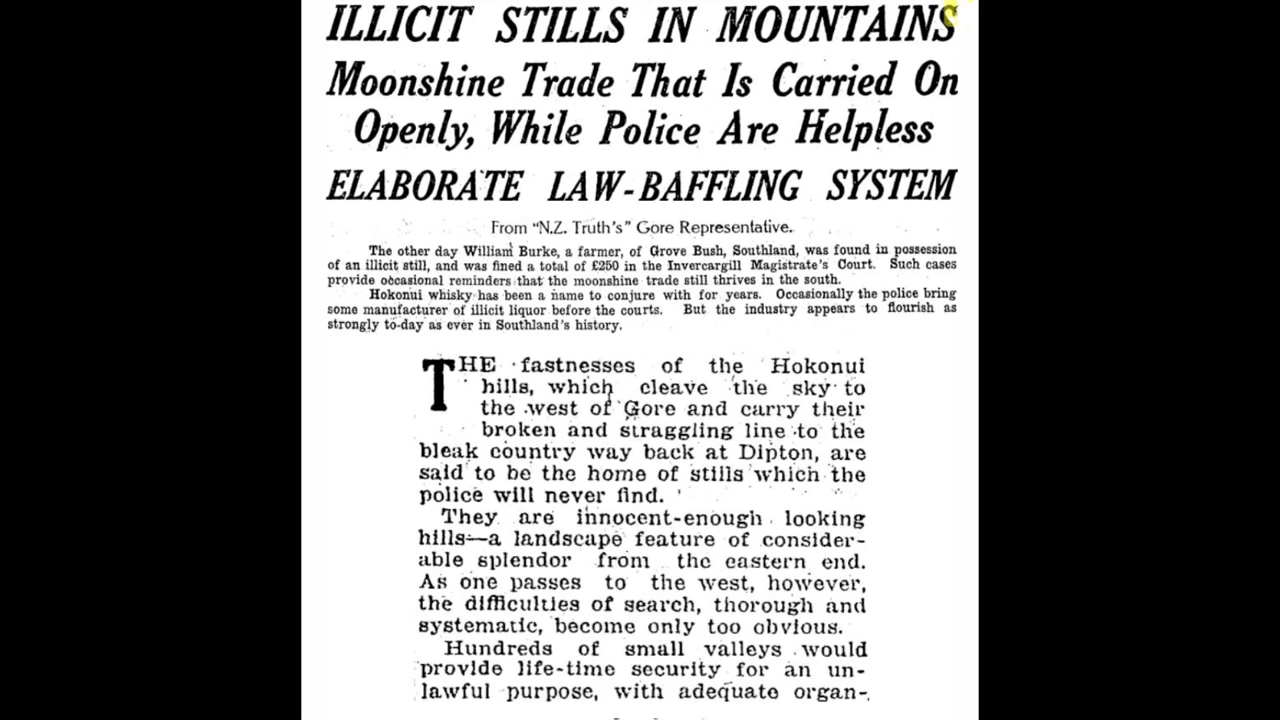 ILLICIT STILLS IN MOUNTAINS
Moonshine Trade That Is Carried On
Openly, While Police Are Helpless
ELABORATE LAW-BAFFLING SYSTEM
From "N.Z. Truth's" Gore Representative.
The other day William Burke, a farmer, of Grove Bush, Southland, was found in possession
of an illicit still, and was fined a total of £250 in the Invercargill Magistrate's Court. Such cases
provide occasional reminders that the moonshine trade still thrives in the south.
Hokonui whisky has been a name to conjure with for years. Occasionally the police bring
some manufacturer of illicit liquor before the courts. But the industry appears to flourish as
strongly to-day as ever in Southland's history.
THE fastnesses of the Hokonui
hills, which cleave the sky to
the west of Gore and carry their
broken and straggling line to the
bleak country way back at Dipton, are
said to be the home of stills which the
police will never find.
They are innocent-enough looking
hills—a landscape feature of consider-
able splendor from the eastern end.
As one passes to the west, however,
the difficulties of search, thorough and
systematic, become only too obvious.
Hundreds of small valleys would
provide life-time security for an un-
lawful purpose, with adequate organ-